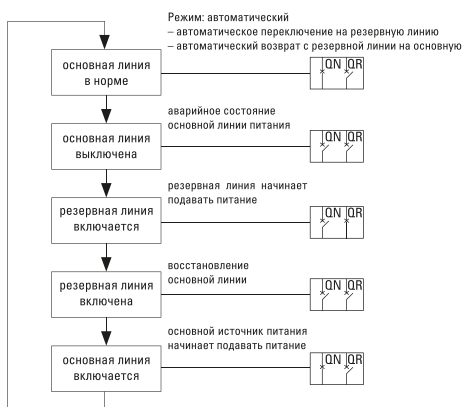 Режим: автоматический
– автоматическое переключение на резервную линию
– автоматический возврат с резервной линии на основную
основная линия
в норме
QN QR
аварийное состояние
основной линии питания
основная линия
выключена
QN QR
резервная линия начинает
подавать питание
резервная линия
включается
QN QR
восстановление
основной линии
резервная линия
включена
QN QR
основной источник питания
начинает подавать питание
основная линия
включается
QN QR